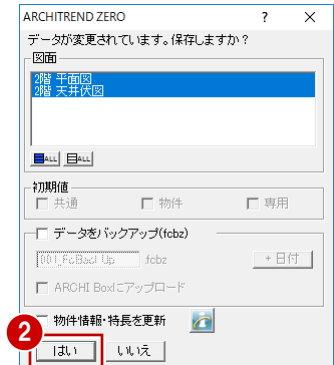 ARCHITREND ZERO ? ×
データが変更されています。保存しますか？
図面
2階 平面図
2階 天井伏図
ALL ALL
初期値
共通 物件 専用
データをバックアップ(fcbz)
001_FcBackUp .fcbz +日付
ARCHI Boxにアップロード
物件情報・特長を更新
2
はい いいえ